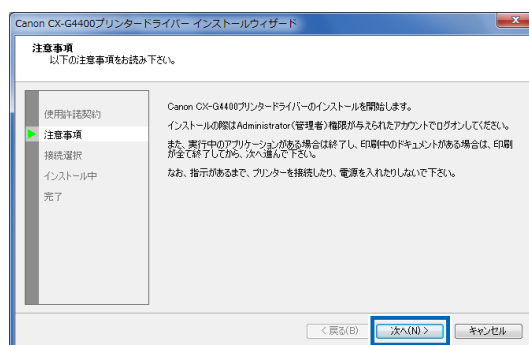 Canon CX-G4400プリンタードライバー インストールウィザード
注意事項
以下の注意事項をお読み下さい。
使用許諾契約
注意事項
接続選択
インストール中
完了
Canon CX-G4400プリンタードライバーのインストールを開始します。
インストールの際はAdministrator(管理者)権限が与えられたアカウントでログオンしてください。
また、実行中のアプリケーションがある場合は終了し、印刷中のドキュメントがある場合は、印刷
が全て終了してから、次へ進んで下さい。
なお、指示があるまで、プリンターを接続したり、電源を入れたりしないで下さい。
< 戻る(B)
次へ(N) >
キャンセル